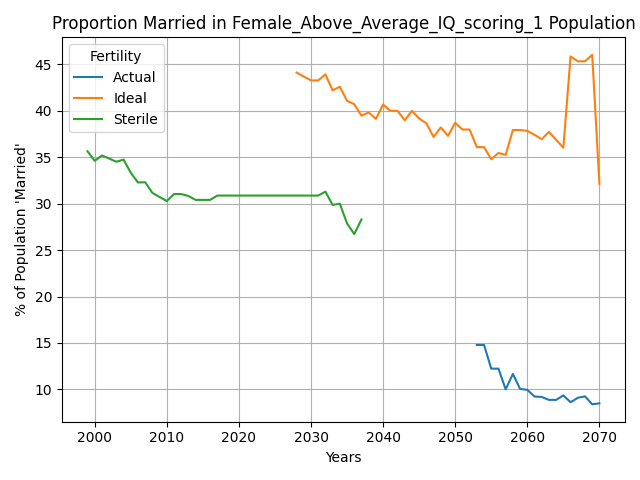 Proportion Married in Female_Above_Average_IQ_scoring_1 Population
Fertility
Actual
Ideal
Sterile
% of Population 'Married'
45
40
35
30
25
20
15
10
2000 2010 2020 2030 2040 2050 2060 2070
Years